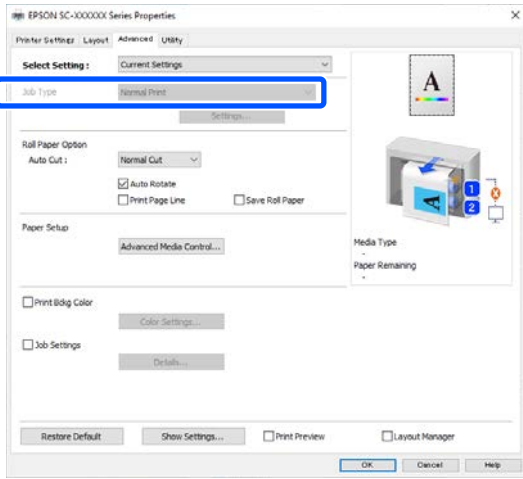 EPSON SC-XXXXXX Series Properties
X
Printer Settings Layout Advanced Utility
Select Setting : Current Settings
Job Type Normal Print
Settings...
Roll Paper Option
Auto Cut : Normal Cut
Auto Rotate
Print Page Line Save Roll Paper
Paper Setup
Advanced Media Control...
A
A
1
2
Media Type
-
Paper Remaining
-
Print Bdkg Color
Color Settings...
Job Settings
Details...
Restore Default Show Settings... Print Preview Layout Manager
OK Cancel Help